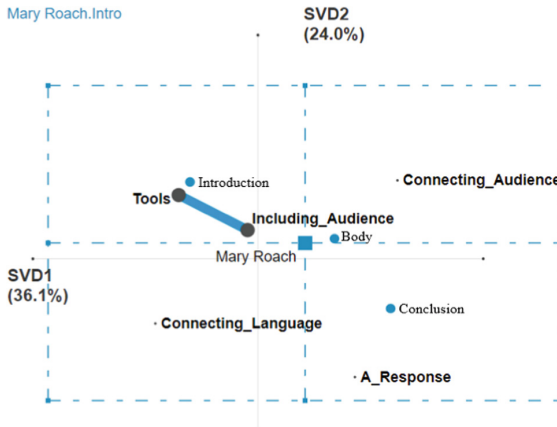 Mary Roach.Intro
SVD2
(24.0%)
Connecting_Audience
Introduction
Tools
Including_Audience
Body
Mary Roach
SVD1
(36.1%)
Conclusion
Connecting_Language
A_Response